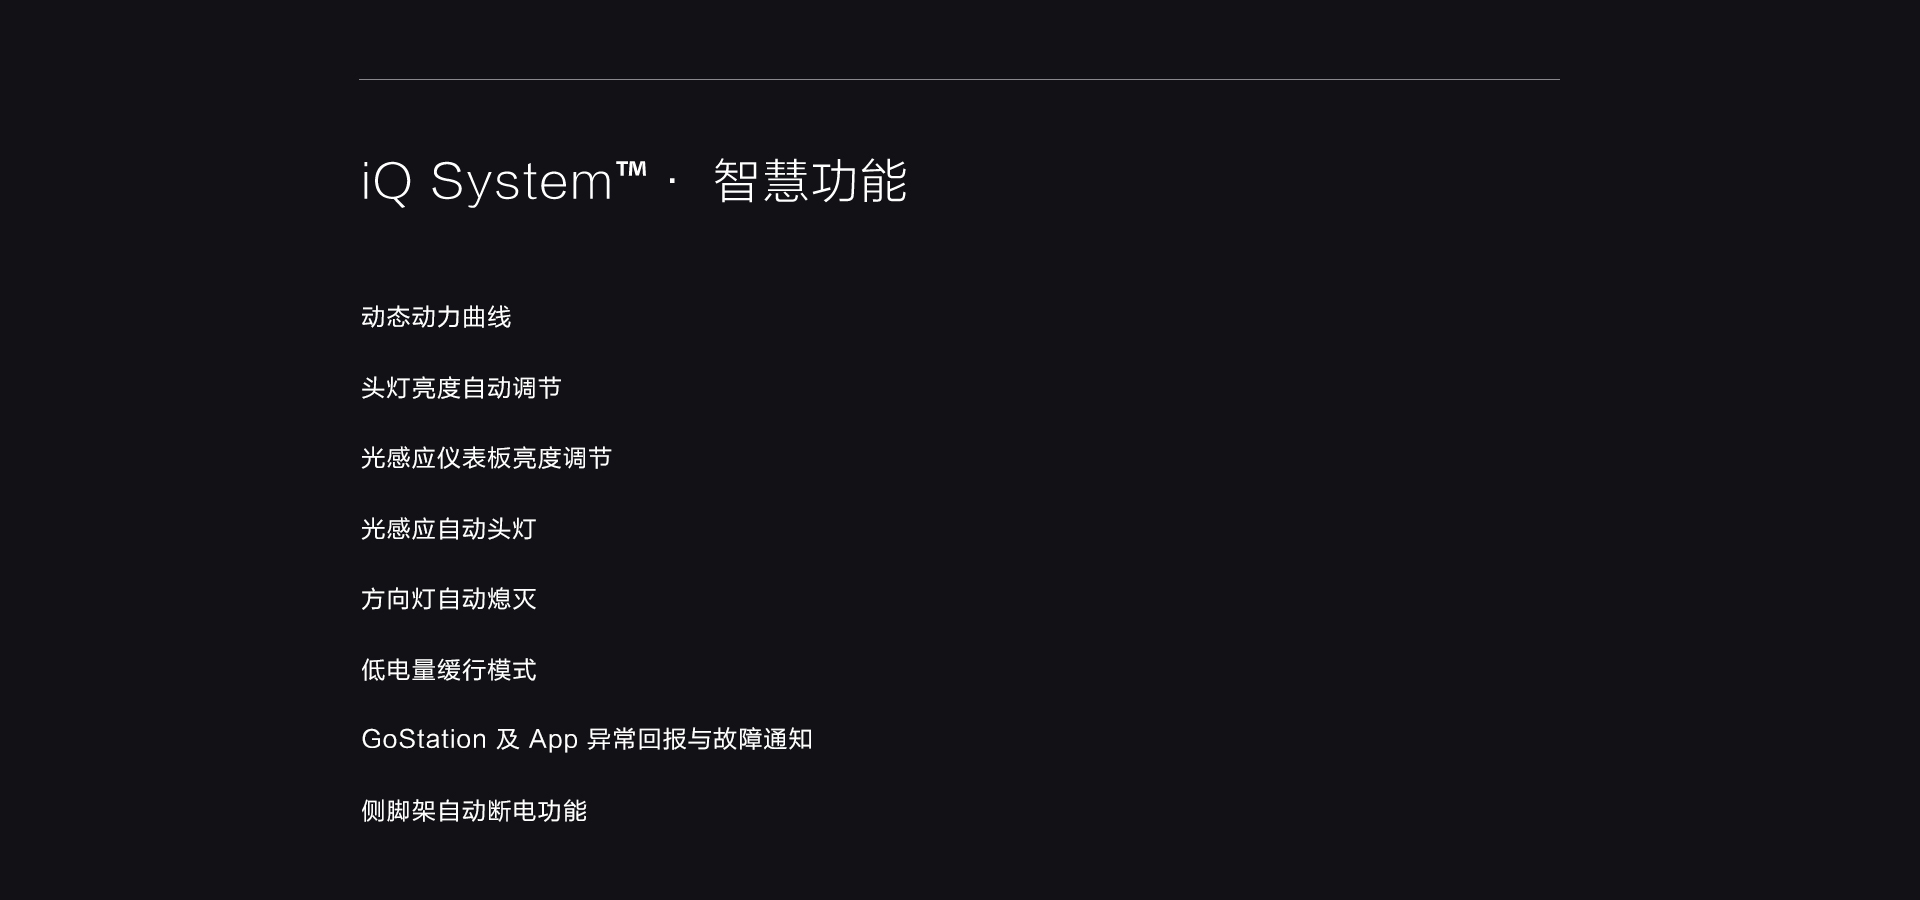 iQ System™ · 智慧功能
动态动力曲线
头灯亮度自动调节
光感应仪表板亮度调节
光感应自动头灯
方向灯自动熄灭
低电量缓行模式
GoStation 及 App 异常回报与故障通知
侧脚架自动断电功能